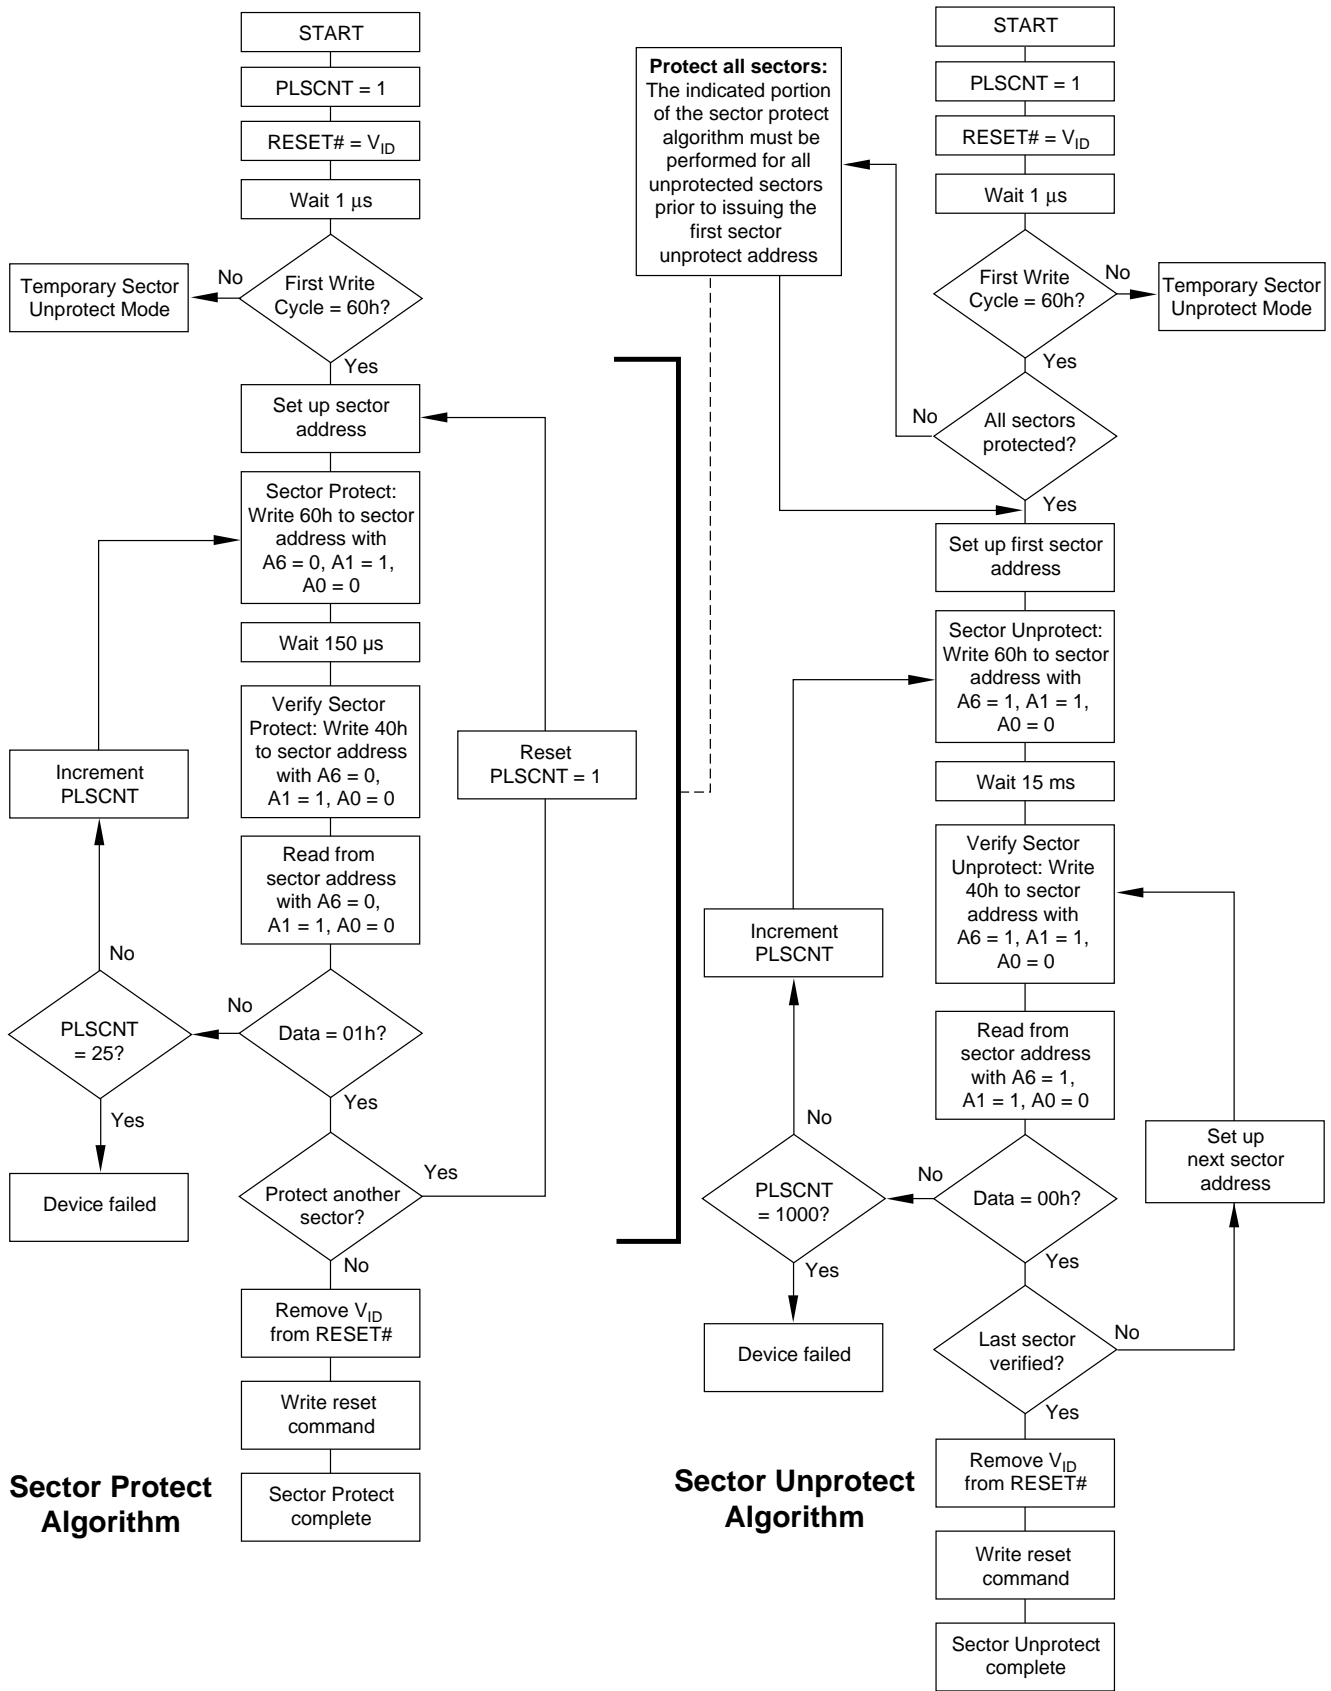 START
PLSCNT = 1
RESET# = VID
Wait 1 μs
First Write
Cycle = 60h?
No
Temporary Sector
Unprotect Mode
Yes
Set up sector
address
Sector Protect:
Write 60h to sector
address with
A6 = 0, A1 = 1,
A0 = 0
Wait 150 µs
Verify Sector
Protect: Write 40h
to sector address
with A6 = 0,
A1 = 1, A0 = 0
Increment
PLSCNT
Reset
PLSCNT = 1
Read from
sector address
with A6 = 0,
A1 = 1, A0 = 0
No
No
PLSCNT
= 25?
Data = 01h?
Yes
Yes
Device failed
Protect another
sector?
Yes
No
Remove VID
from RESET#
Write reset
command
Sector Protect
complete
Sector Protect
Algorithm
Protect all sectors:
The indicated portion
of the sector protect
algorithm must be
performed for all
unprotected sectors
prior to issuing the
first sector
unprotect address
START
PLSCNT = 1
RESET# = VID
Wait 1 μs
First Write
Cycle = 60h?
No
Temporary Sector
Unprotect Mode
Yes
No
All sectors
protected?
Yes
Set up first sector
address
Sector Unprotect:
Write 60h to sector
address with
A6 = 1, A1 = 1,
A0 = 0
Wait 15 ms
Verify Sector
Unprotect: Write
40h to sector
address with
A6 = 1, A1 = 1,
A0 = 0
Increment
PLSCNT
Read from
sector address
with A6 = 1,
A1 = 1, A0 = 0
No
Set up
next sector
address
No
PLSCNT
= 1000?
Data = 00h?
Yes
Yes
Device failed
Last sector
verified?
No
Yes
Remove VID
from RESET#
Write reset
command
Sector Unprotect
complete
Sector Unprotect
Algorithm